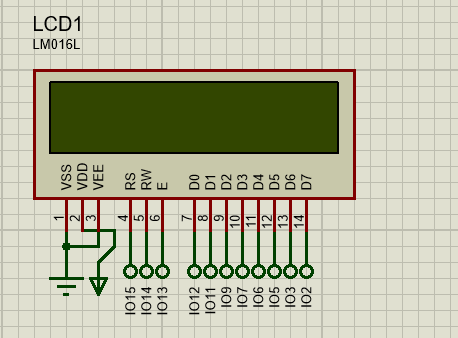 LCD1
LM016L
VSS
VDD
VEE
RS
RW
E
D0
D1
D2
D3
D4
D5
D6
D7
1
2
3
4
5
6
7
8
9
10
11
12
13
14
IO15
IO14
IO13
IO12
IO11
IO9
IO7
IO6
IO5
IO3
IO2